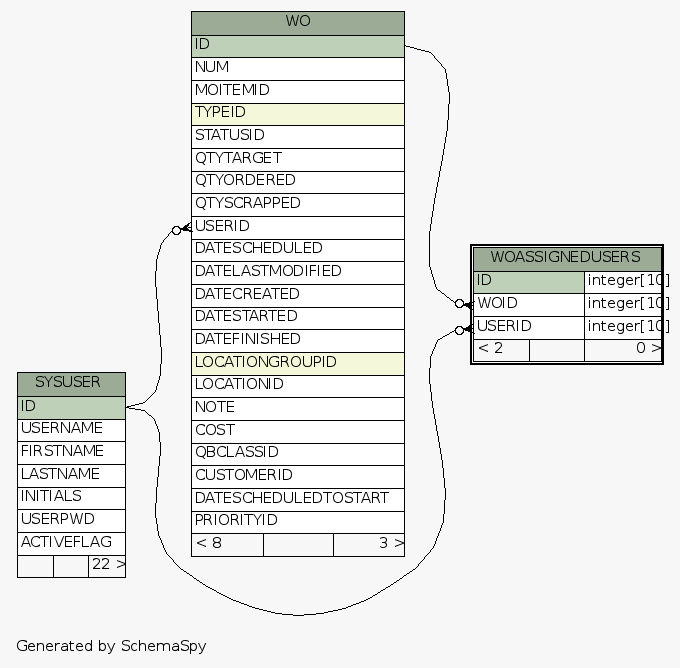 WO
ID
NUM
MOITEMID
TYPEID
STATUSID
QTYTARGET
QTYORDERED
QTYSCRAPPED
USERID
DATESCHEDULED
DATELASTMODIFIED
DATECREATED
DATESTARTED
DATEFINISHED
LOCATIONGROUPID
LOCATIONID
NOTE
COST
QBCLASSID
CUSTOMERID
DATESCHEDULEDTOSTART
PRIORITYID
< 8 3 >
WOASSIGNEDUSERS
ID integer[10]
WOID integer[10]
USERID integer[10]
< 2 0 >
SYSUSER
ID
USERNAME
FIRSTNAME
LASTNAME
INITIALS
USERPWD
ACTIVEFLAG
22 >
Generated by SchemaSpy